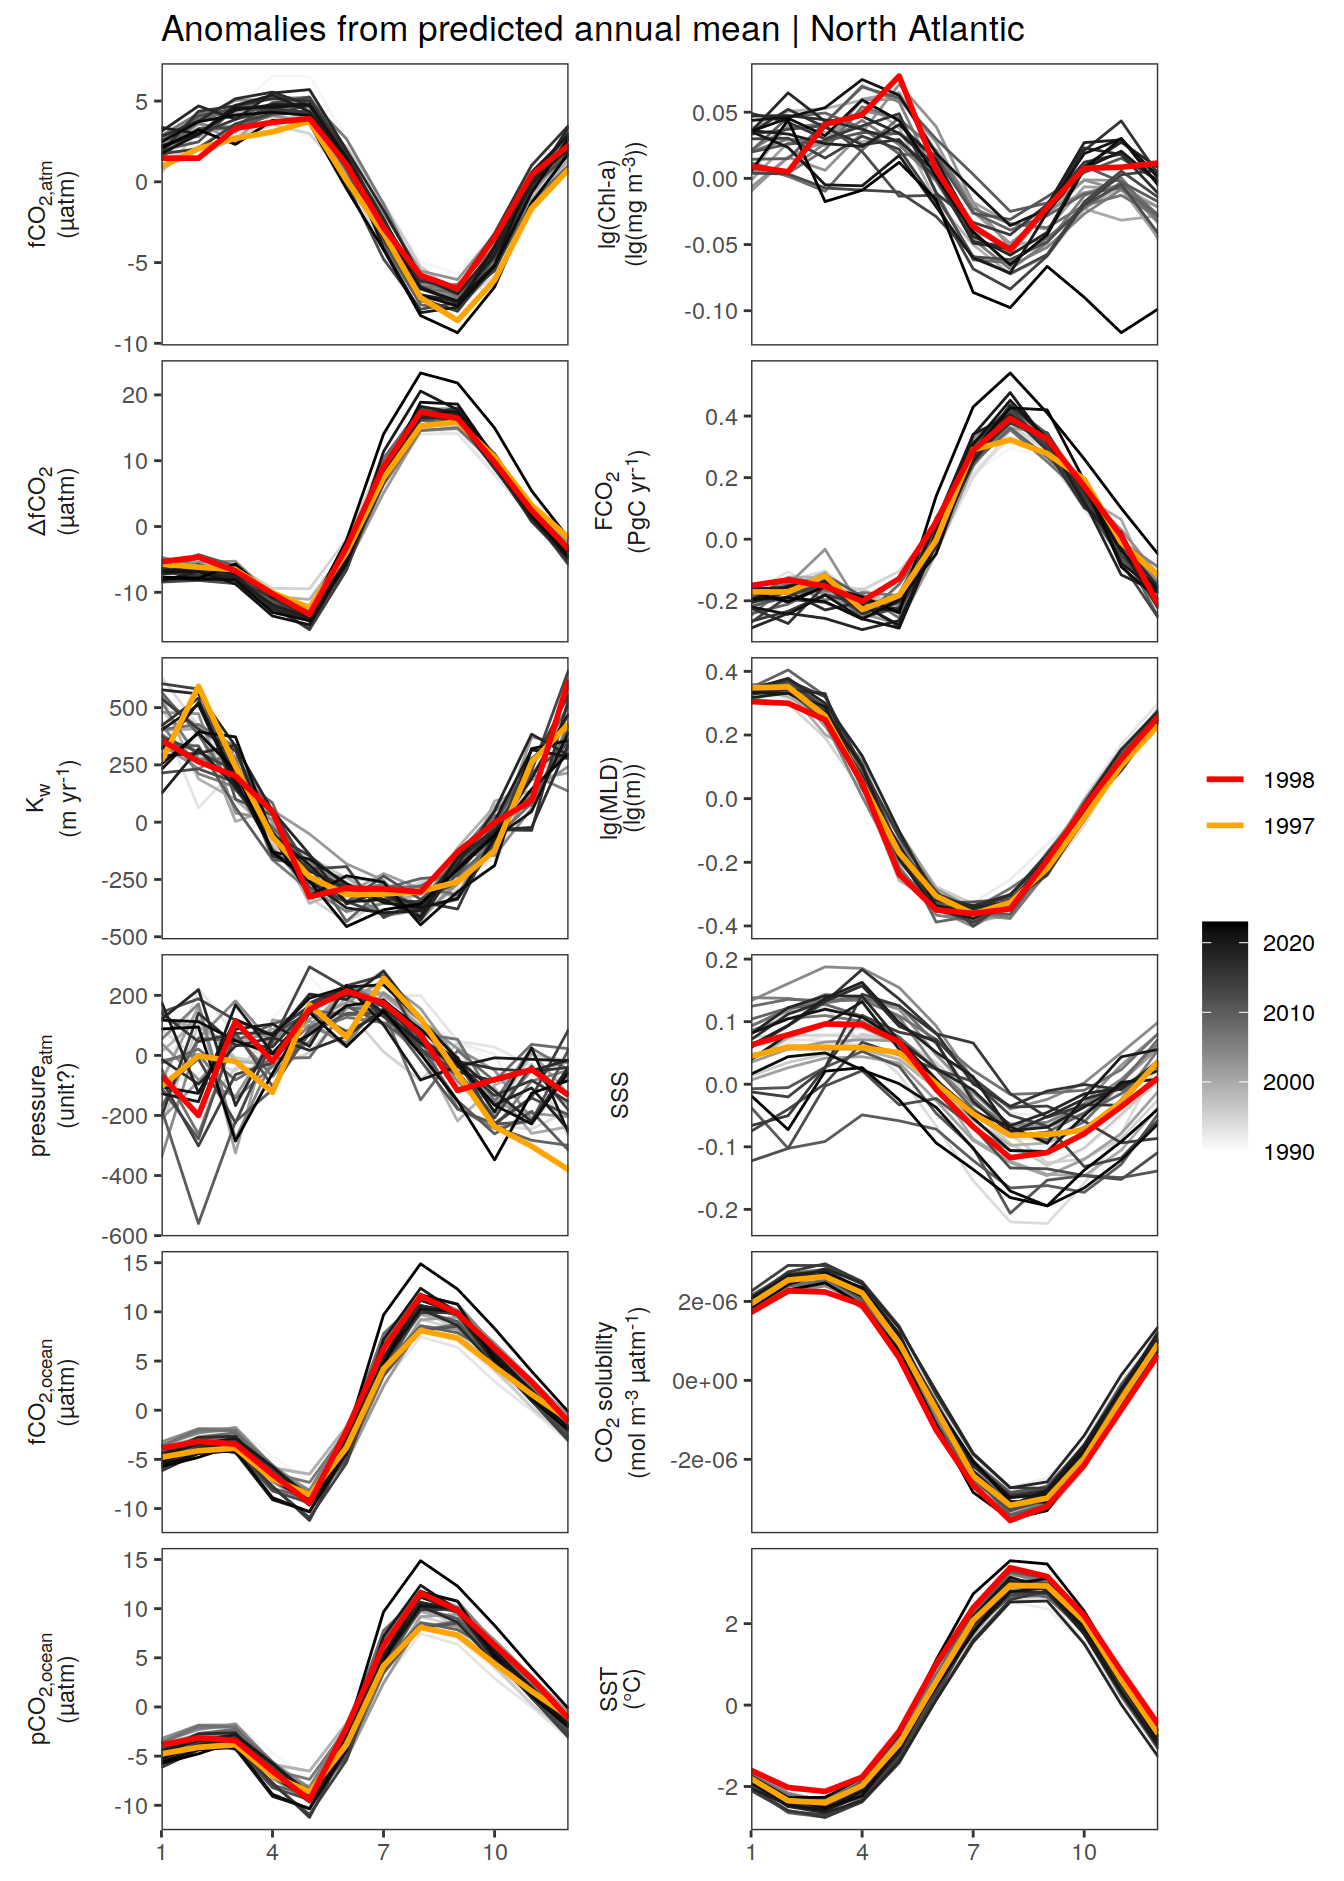 Anomalies from predicted annual mean | North Atlantic
fCO2,atm
(µatm)
5
0
-5
-10
lg(Chl-a)
(lg(mg m-3))
0.05
0.00
-0.05
-0.10
ΔfCO2
(µatm)
20
10
0
-10
FCO2
(PgC yr-1)
0.4
0.2
0.0
-0.2
Kw
(m yr-1)
500
250
0
-250
-500
lg(MLD)
(lg(m))
0.4
0.2
0.0
-0.2
-0.4
pressureatm
(unit?)
200
0
-200
-400
-600
SSS
0.2
0.1
0.0
-0.1
-0.2
fCO2,ocean
(µatm)
15
10
5
0
-5
-10
CO2 solubility
(mol m-3 µatm-1)
2e-06
0e+00
-2e-06
pCO2,ocean
(µatm)
15
10
5
0
-5
-10
1 4 7 10
SST
(°C)
2
0
-2
1 4 7 10
1998
1997
2020
2010
2000
1990